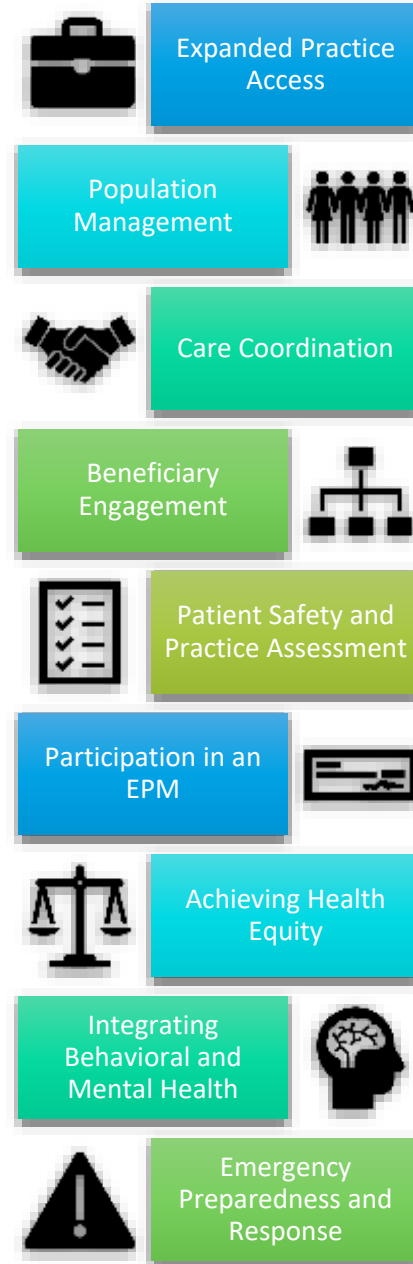 Expanded Practice
Access
Population
Management
Care Coordination
Beneficiary
Engagement
Patient Safety and
Practice Assessment
Participation in an
EPM
Achieving Health
Equity
Integrating
Behavioral and
Mental Health
Emergency
Preparedness and
Response